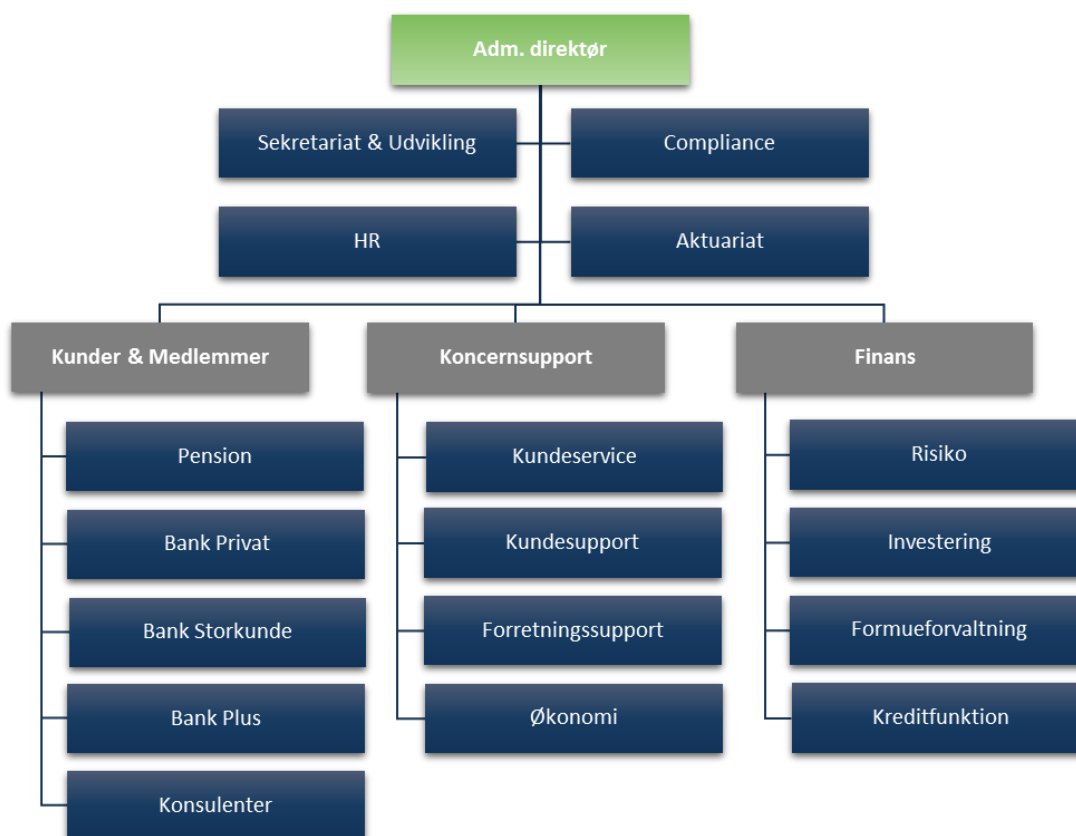 Adm. direktør
Sekretariat & Udvikling
Compliance
HR
Aktuariat
Kunder & Medlemmer
Koncernsupport
Finans
Pension
Bank Privat
Bank Storkunde
Bank Plus
Konsulenter
Kundeservice
Kundesupport
Forretningssupport
Økonomi
Risiko
Investering
Formueforvaltning
Kreditfunktion